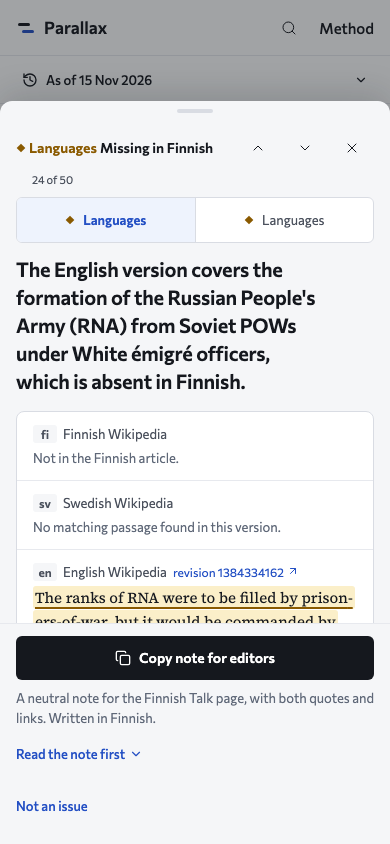 Parallax
Method
As of 15 Nov 2026
Languages Missing in Finnish
24 of 50
Languages
Languages
The English version covers the
formation of the Russian People's
Army (RNA) from Soviet POWs
under White émigré officers,
which is absent in Finnish.
fi Finnish Wikipedia
Not in the Finnish article.
sv Swedish Wikipedia
No matching passage found in this version.
en English Wikipedia revision 1384334162
The ranks of RNA were to be filled by prison-
ers-of-war, but it would be commanded by
Copy note for editors
A neutral note for the Finnish Talk page, with both quotes and
links. Written in Finnish.
Read the note first
Not an issue